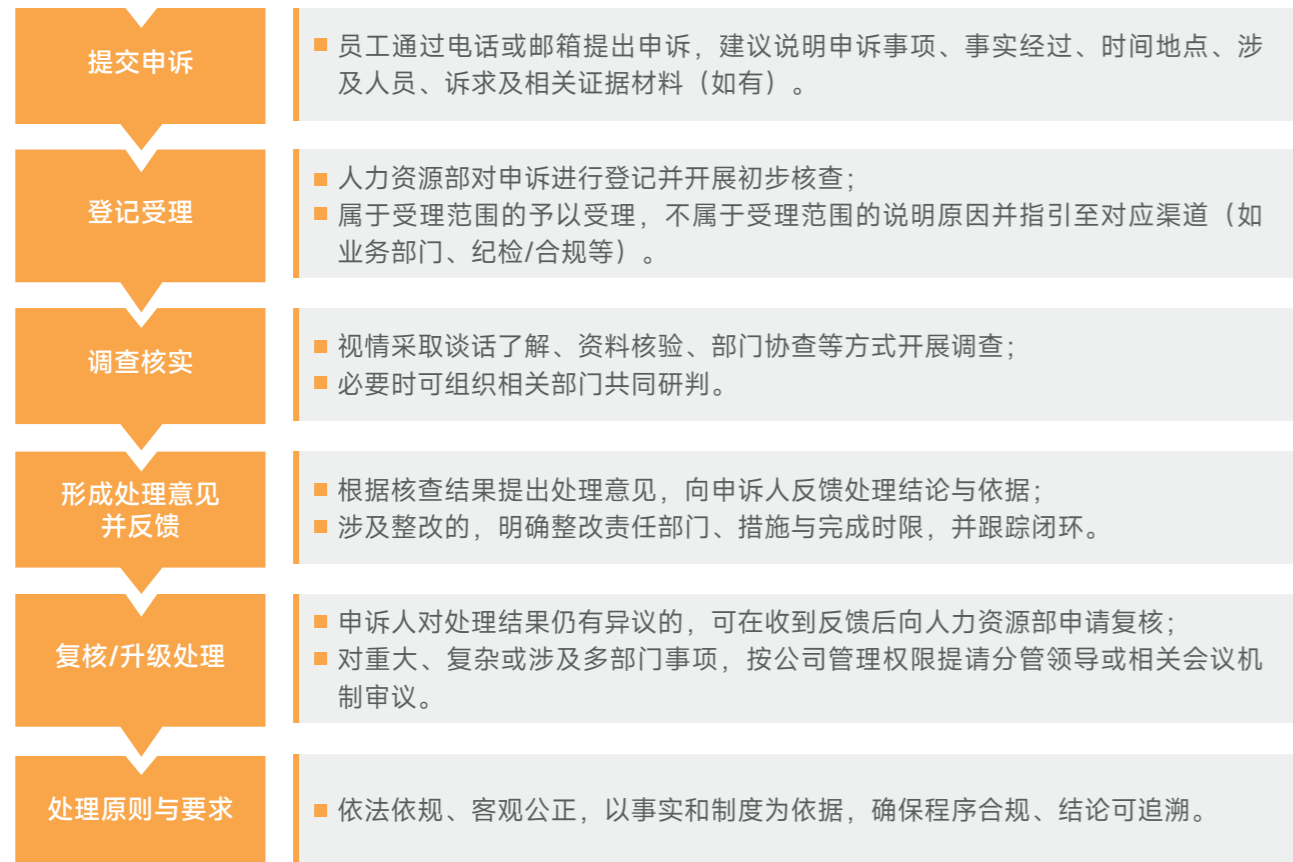 提交申诉
■ 员工通过电话或邮箱提出申诉，建议说明申诉事项、事实经过、时间地点、涉
及人员、诉求及相关证据材料（如有）。
登记受理
■ 人力资源部对申诉进行登记并开展初步核查；
■ 属于受理范围的予以受理，不属于受理范围的说明原因并指引至对应渠道（如
业务部门、纪检/合规等）。
调查核实
■ 视情采取谈话了解、资料核验、部门协查等方式开展调查；
■ 必要时可组织相关部门共同研判。
形成处理意见
并反馈
■ 根据核查结果提出处理意见，向申诉人反馈处理结论与依据；
■ 涉及整改的，明确整改责任部门、措施与完成时限，并跟踪闭环。
复核/升级处理
■ 申诉人对处理结果仍有异议的，可在收到反馈后向人力资源部申请复核；
■ 对重大、复杂或涉及多部门事项，按公司管理权限提请分管领导或相关会议机
制审议。
处理原则与要求
■ 依法依规、客观公正，以事实和制度为依据，确保程序合规、结论可追溯。